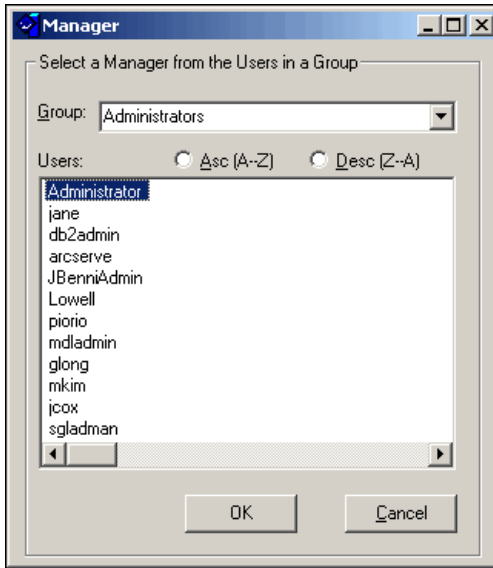 Manager
Select a Manager from the Users in a Group
Group: Administrators
Users: Asc (A--Z) Desc (Z--A)
Administrator
jane
db2admin
arcserve
JBenniAdmin
Lowell
piorio
mdladmin
glong
mkim
jcox
sgladman
OK Cancel